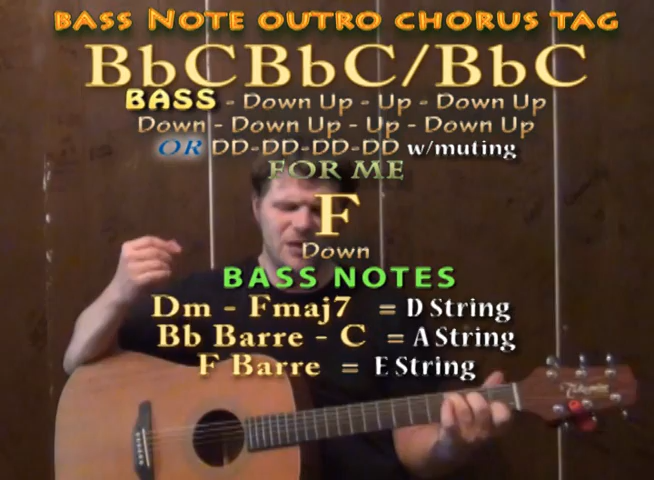 BASS NOTE OUTRO CHORUS TAG
BbCBbC/BbC
BASS - Down Up - Up - Down Up
Down - Down Up - Up - Down Up
OR DD-DD-DD-DD w/muting
FOR ME
F
Down
BASS NOTES
Dm - Fmaj7 = D String
Bb Barre - C = A String
F Barre = E String